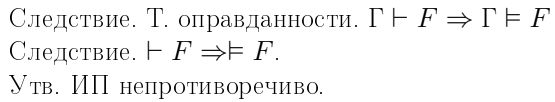 Следствие. Т. оправданности. Γ ⊢ F ⇒ Γ ⊨ F
Следствие. ⊢ F ⇒⊨ F.
Утв. ИП непротиворечиво.